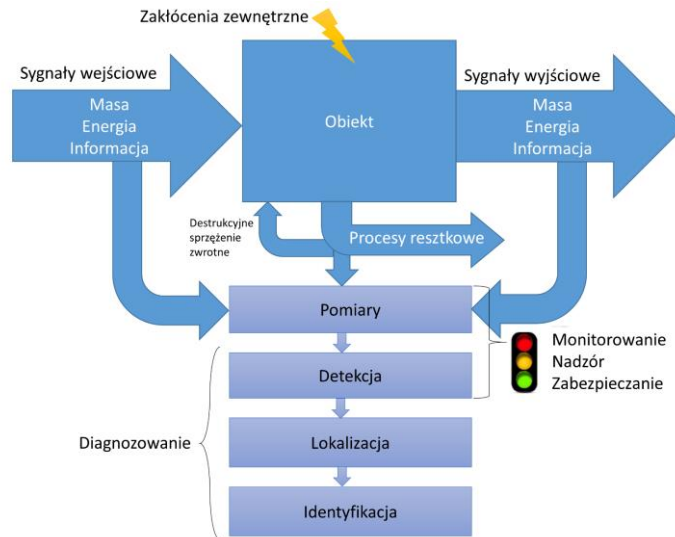 Zakłócenia zewnętrzne
Sygnały wejściowe
Masa
Energia
Informacja
Obiekt
Sygnały wyjściowe
Masa
Energia
Informacja
Destrukcyjne
sprzężenie
zwrotne
Procesy resztkowe
Pomiary
Detekcja
Lokalizacja
Identyfikacja
Monitorowanie
Nadzór
Zabezpieczanie
Diagnozowanie